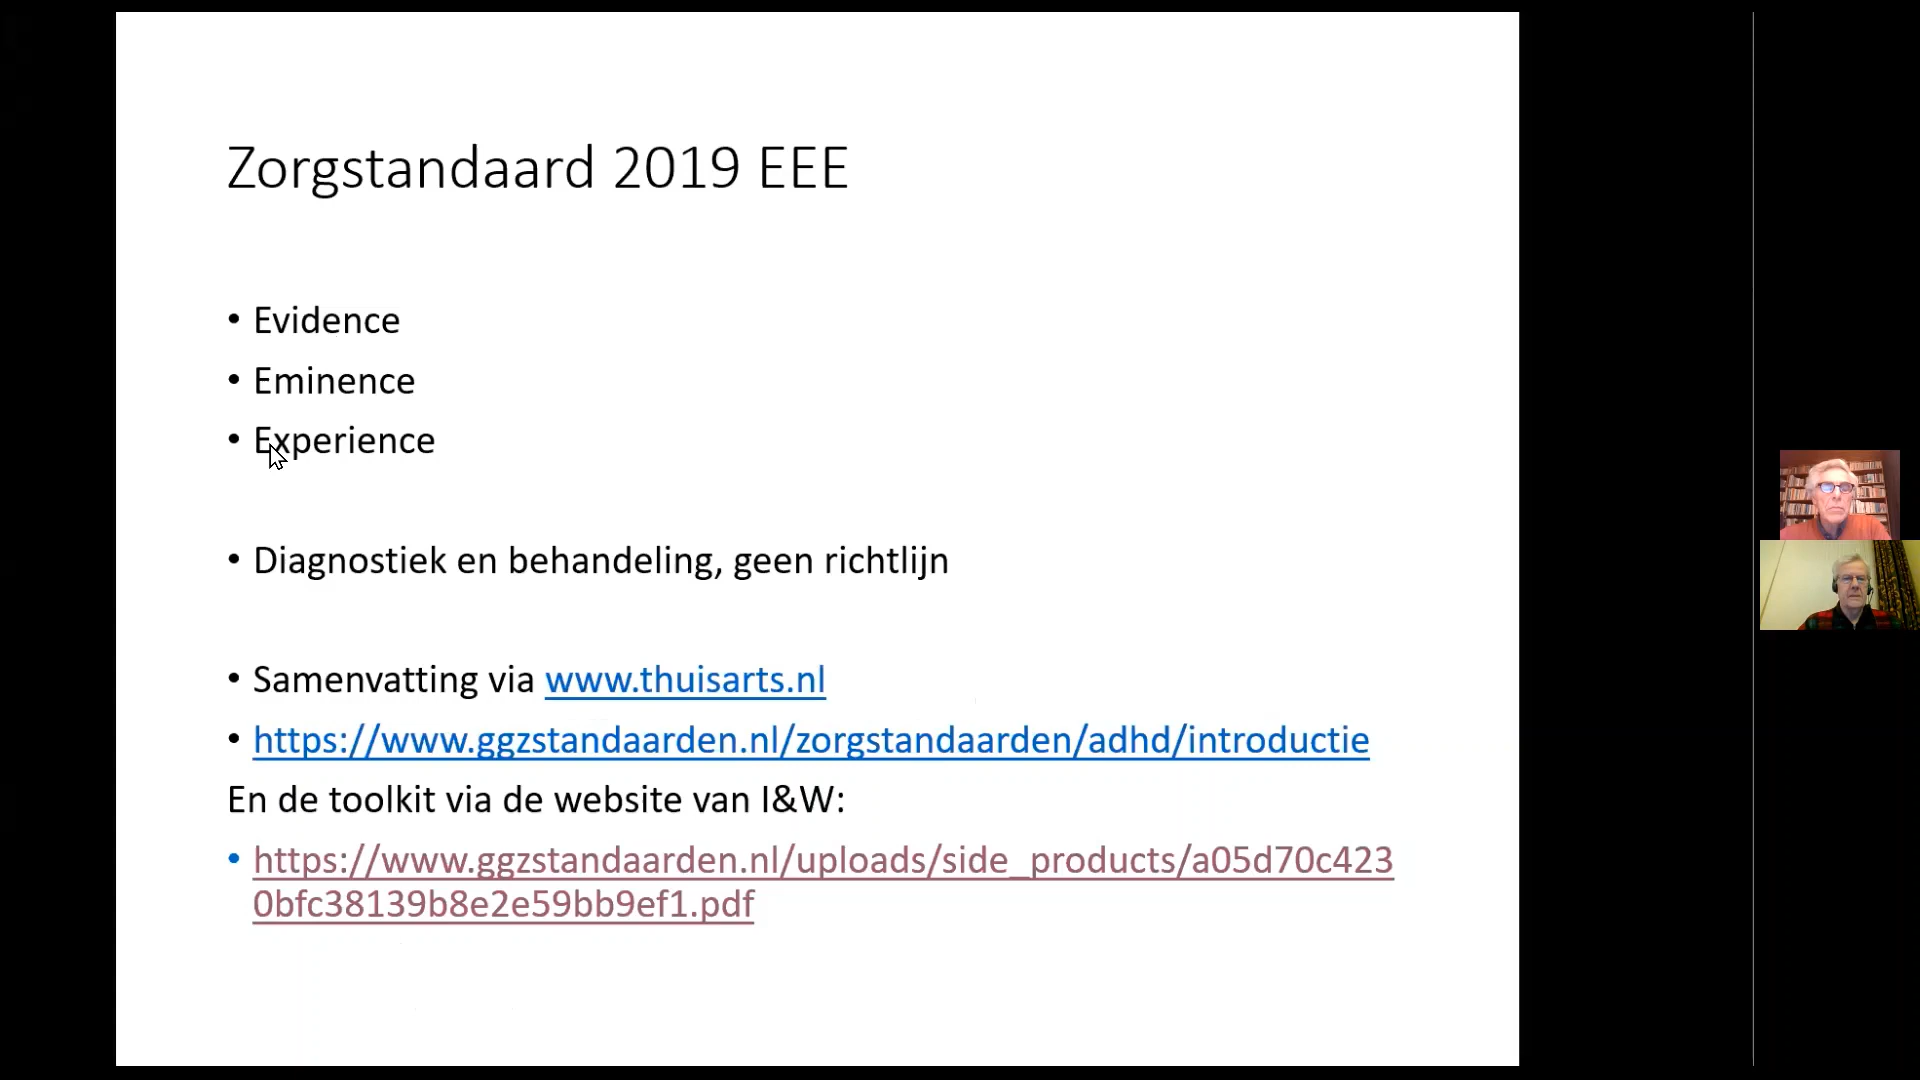 Zorgstandaard 2019 EEE
• Evidence
• Eminence
• Experience
• Diagnostiek en behandeling, geen richtlijn
• Samenvatting via www.thuisarts.nl
• https://www.ggzstandaarden.nl/zorgstandaarden/adhd/introductie
En de toolkit via de website van I&W:
• https://www.ggzstandaarden.nl/uploads/side_products/a05d70c423
0bfc38139b8e2e59bb9ef1.pdf